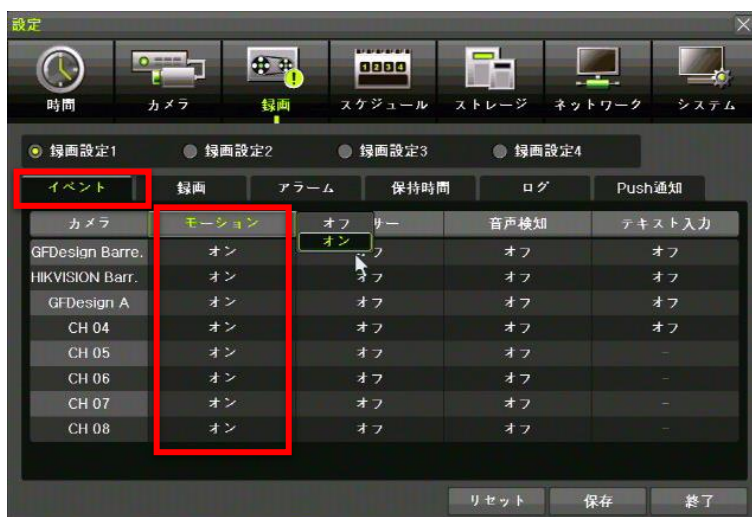 設定
時間 カメラ 録画 スケジュール ストレージ ネットワーク システム
1234
録画設定1 録画設定2 録画設定3 録画設定4
イベント 録画 アラーム 保持時間 ログ Push通知
カメラ モーション オフ サー 音声検知 テキスト入力
オン
GFDesign Barre. オン フ オフ オフ
HIKVISION Barr. オン オフ オフ オフ
GFDesign A オン オフ オフ オフ
CH 04 オン オフ オフ オフ
CH 05 オン オフ オフ -
CH 06 オン オフ オフ -
CH 07 オン オフ オフ -
CH 08 オン オフ オフ -
リセット 保存 終了